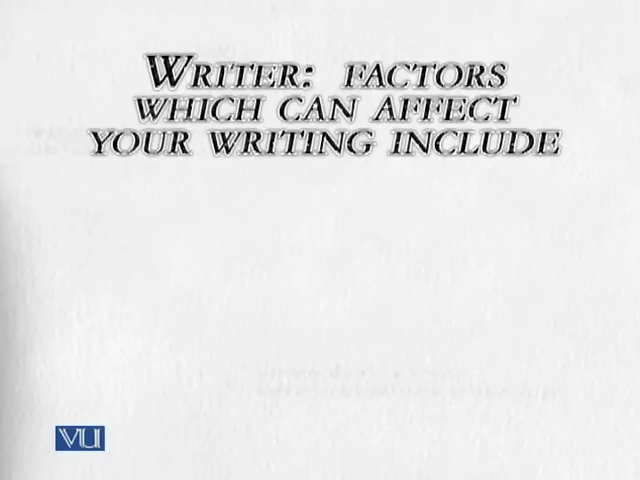 WRITER: FACTORS
WHICH CAN AFFECT
YOUR WRITING INCLUDE
VU